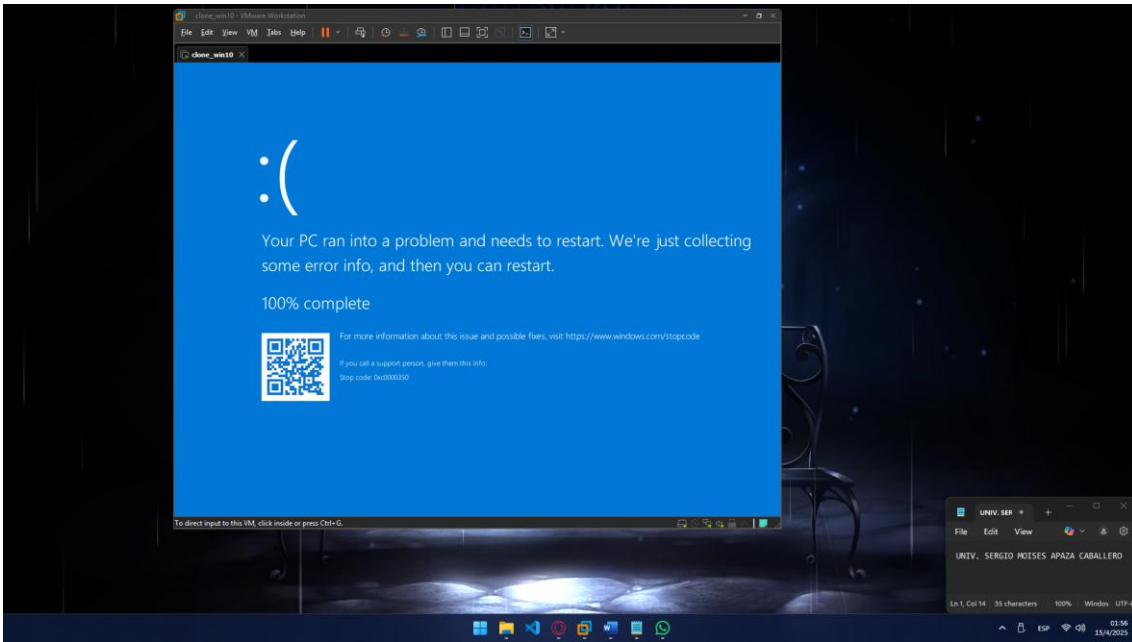 clone_win10 - VMware Workstation
File Edit View VM Tabs Help
clone_win10
:(
Your PC ran into a problem and needs to restart. We're just collecting
some error info, and then you can restart.
100% complete
For more information about this issue and possible fixes, visit https://www.windows.com/stopcode
If you call a support person, give them this info:
Stop code: 0xc0000350
To direct input to this VM, click inside or press Ctrl+G.
UNIV. SER
File Edit View
UNIV. SERGIO MOISES APAZA CABALLERO
Ln 1, Col 14 35 characters 100% Window UTF-8
ESP 01:56
15/4/2025